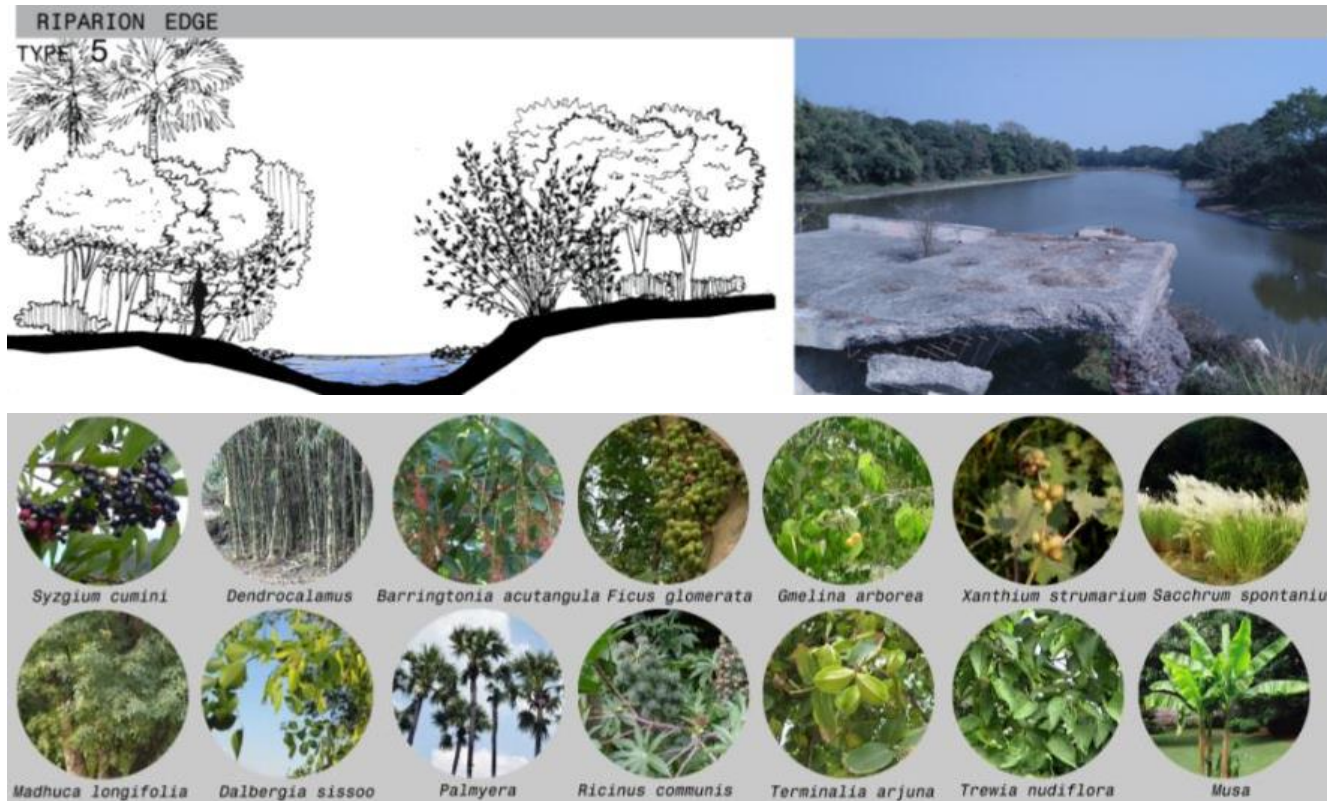 RIPARION EDGE
TYPE 5
Syzgium cumini Dendrocalamus Barringtonia acutangula Ficus glomerata Gmelina arborea Xanthium strumarium Sacchrum spontaniu
Madhuca longifolia Dalbergia sissoo Palmyera Ricinus communis Terminalia arjuna Trewia nudiflora Musa